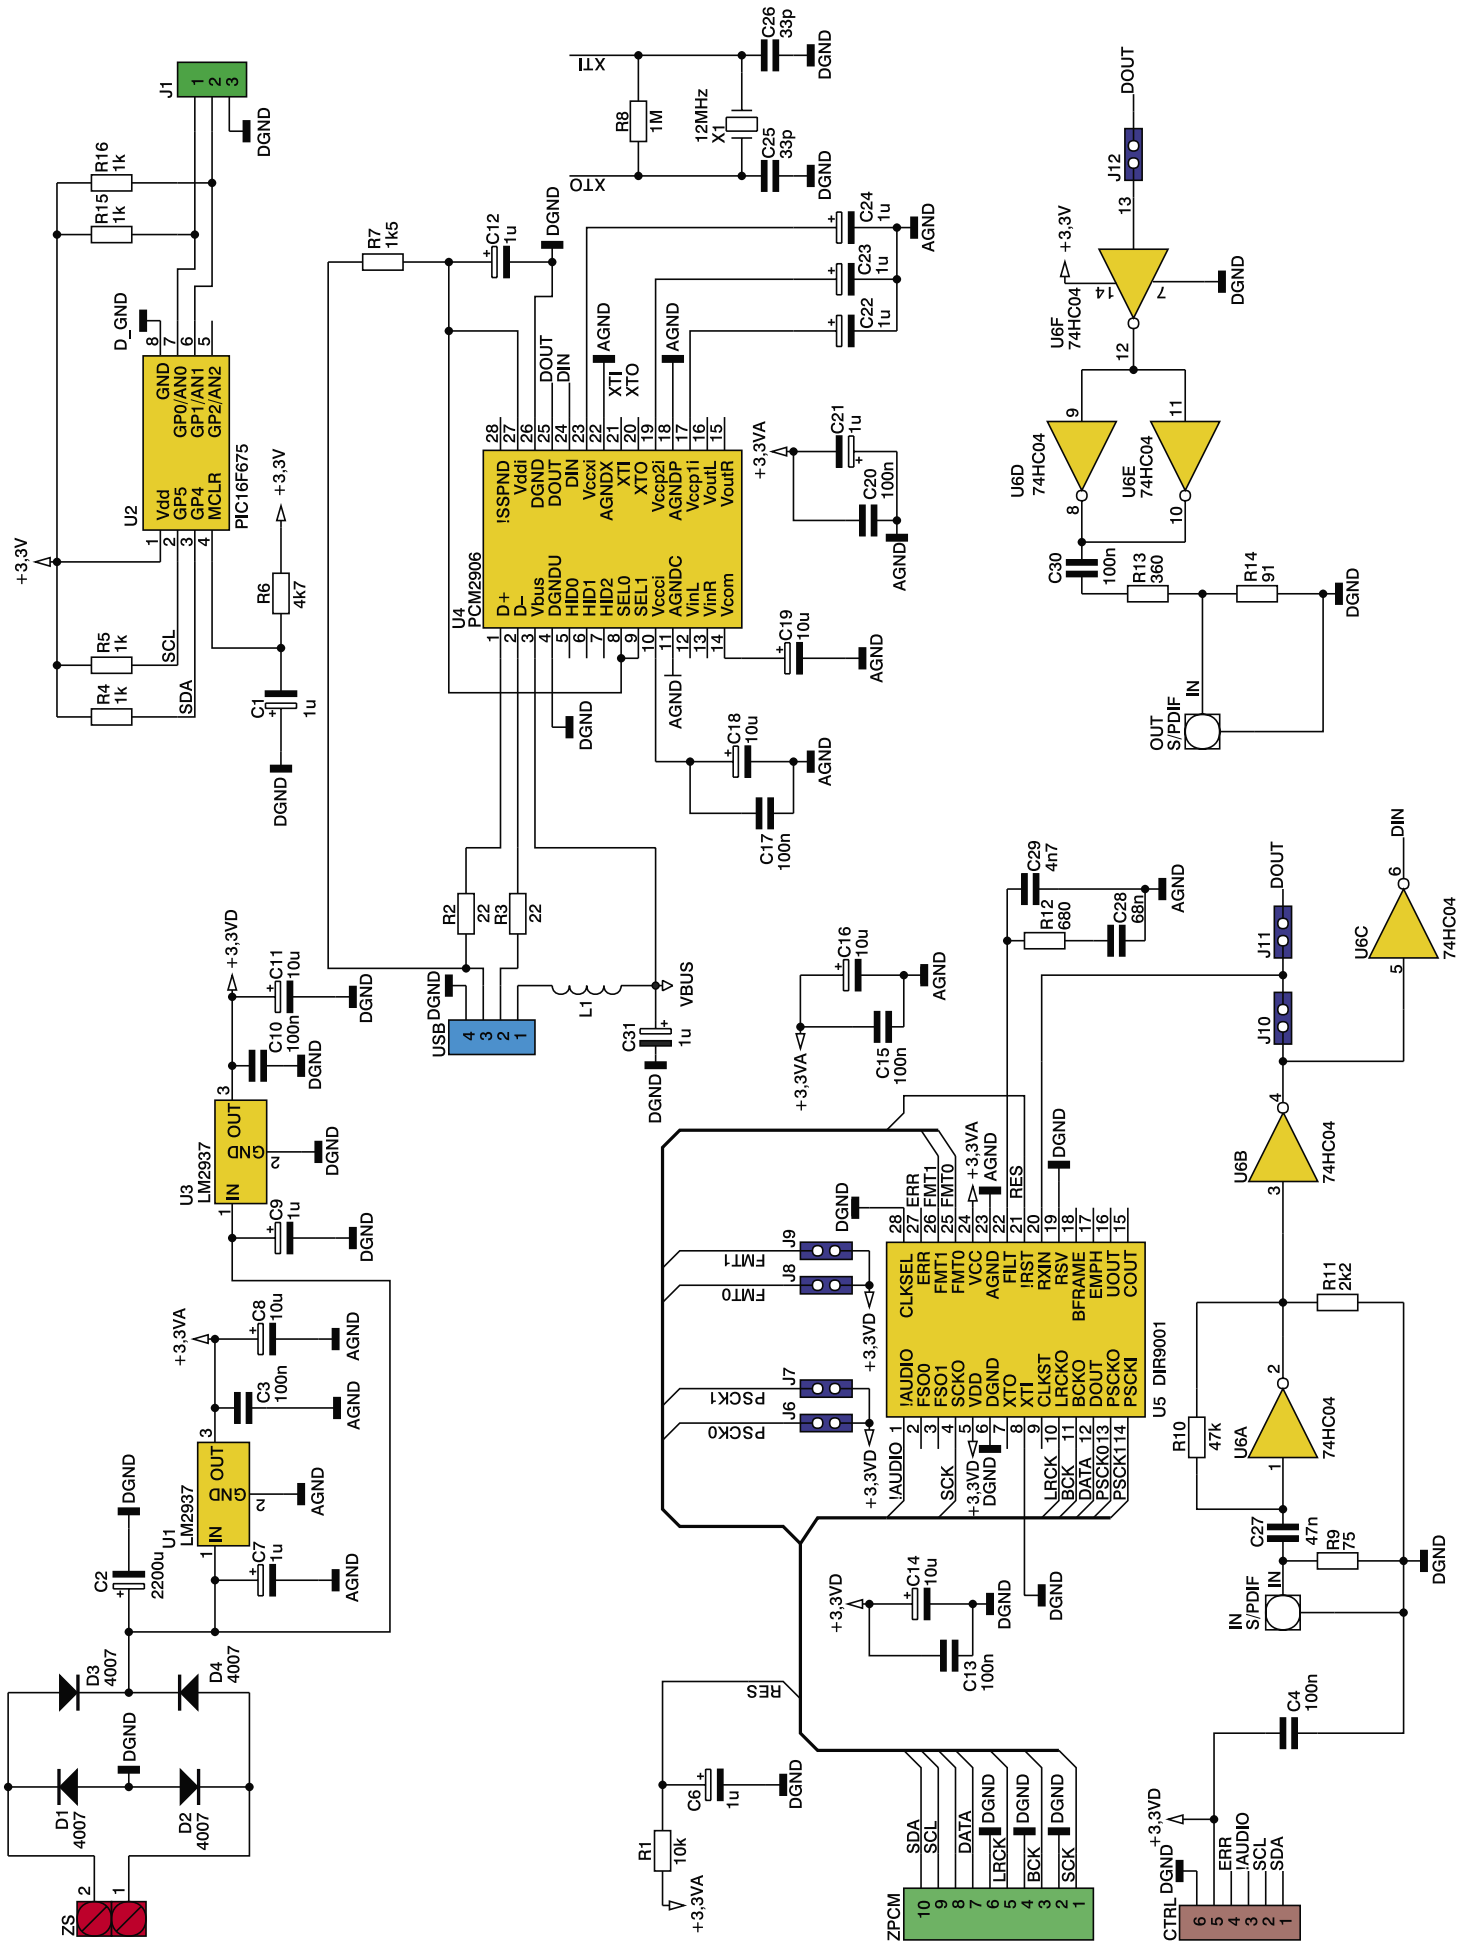 ZS
2
1
D1
4007
D2
4007
D3
4007
D4
4007
DGND
C2
2200u
DGND
U1
LM2937
IN
OUT
GND
1
2
3
C7
1u
AGND
AGND
C3
100n
AGND
C8
10u
AGND
+3,3VA
U3
LM2937
IN
OUT
GND
1
2
3
C9
1u
DGND
DGND
C10
100n
DGND
C11
10u
DGND
+3,3VD
+3,3V
R4
1k
R5
1k
SDA
SCL
C1
1u
DGND
R6
4k7
+3,3V
U2
PIC16F675
Vdd
GP5
GP4
MCLR
GND
GP0/AN0
GP1/AN1
GP2/AN2
1
2
3
4
8
7
6
5
D_GND
R15
1k
R16
1k
J1
1
2
3
DGND
USB
4
3
2
1
DGND
R2
22
R3
22
L1
VBUS
C31
1u
DGND
R7
1k5
C12
1u
DGND
U4
PCM2906
D+
D–
Vbus
DGNDU
HID0
HID1
HID2
SEL0
SEL1
Vccci
AGNDC
VinL
VinR
Vcom
1
2
3
4
5
6
7
8
9
10
11
12
13
14
!SSPND
Vddi
DGND
DOUT
DIN
Vccxi
AGNDX
XTI
XTO
Vccp2i
AGNDP
Vccp1i
VoutL
VoutR
28
27
26
25
24
23
22
21
20
19
18
17
16
15
DOUT
DIN
AGND
XTI
XTO
AGND
DGND
AGND
C17
100n
C18
10u
AGND
C19
10u
AGND
C20
100n
C21
1u
+3,3VA
AGND
C22
1u
C23
1u
C24
1u
AGND
XTO
XTI
R8
1M
12MHz
X1
C25
33p
DGND
C26
33p
DGND
R1
10k
+3,3VA
C6
1u
DGND
RES
ZPCM
10
9
8
7
6
5
4
3
2
1
SDA
SCL
DATA
LRCK
DGND
BCK
DGND
SCK
DGND
C13
100n
C14
10u
+3,3VD
DGND
C15
100n
C16
10u
+3,3VA
AGND
PSCK0
PSCK1
FMT0
FMT1
J6
J7
J8
J9
+3,3VD
+3,3VD
U5 DIR9001
!AUDIO
FSO0
FSO1
SCKO
VDD
DGND
XTO
XTI
CLKST
LRCKO
BCKO
DOUT
PSCKO
PSCKI
1
2
3
4
5
6
7
8
9
10
11
12
13
14
!AUDIO
SCK
+3,3VD
DGND
LRCK
BCK
DATA
PSCK0
PSCK1
DGND
CLKSEL
ERR
FMT1
FMT0
VCC
AGND
FILT
!RST
RXIN
RSV
BFRAME
EMPH
UOUT
COUT
28
27
26
25
24
23
22
21
20
19
18
17
16
15
DGND
ERR
FMT1
FMT0
+3,3VA
AGND
RES
DGND
R12
680
C28
68n
C29
4n7
AGND
CTRL
6
5
4
3
2
1
DGND
+3,3VD
ERR
!AUDIO
SCL
SDA
C4
100n
IN
S/PDIF
IN
R9
75
DGND
C27
47n
R10
47k
U6A
74HC04
1
2
R11
2k2
U6B
74HC04
3
4
J10
J11
DOUT
U6C
74HC04
5
6
DIN
OUT
S/PDIF
IN
R13
360
R14
91
DGND
C30
100n
U6D
74HC04
9
8
U6E
74HC04
11
10
U6F
74HC04
12
13
14
7
+3,3V
DGND
J12
DOUT